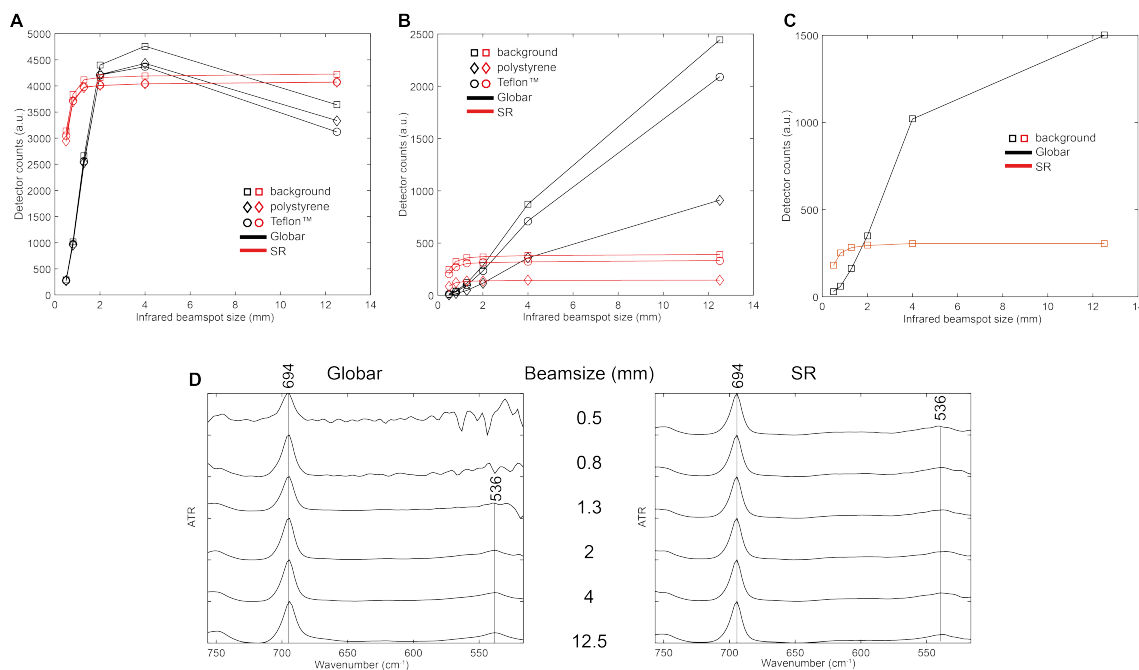 A
5000
4500
4000
3500
3000
2500
2000
1500
1000
500
0
Detector counts (a.u.)
0 2 4 6 8 10 12 14
Infrared beamspot size (mm)
background
polystyrene
Teflon™
Globar
SR
B
2500
2000
1500
1000
500
0
Detector counts (a.u.)
0 2 4 6 8 10 12 14
Infrared beamspot size (mm)
background
polystyrene
Teflon™
Globar
SR
C
1500
1000
500
0
Detector counts (a.u.)
0 2 4 6 8 10 12 14
Infrared beamspot size (mm)
background
Globar
SR
D
694 Globar Beamsize (mm) 694 SR
536
536
0.5
0.8
1.3
2
4
12.5
ATR
ATR
750 700 650 600 550
Wavenumber (cm⁻¹)
750 700 650 600 550
Wavenumber (cm⁻¹)